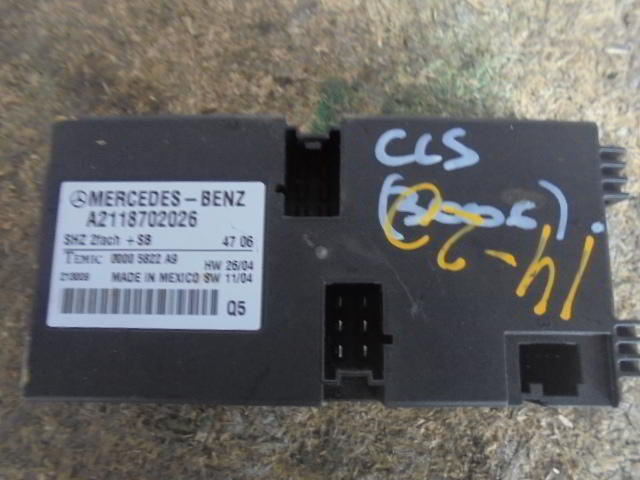 MERCEDES-BENZ
A2118702026
SHZ 2fach +SB 47 06
TEMIC 0000 5822 A9
HW 26/04
213009 MADE IN MEXICO SW 11/04
Q5
CLS
14-22